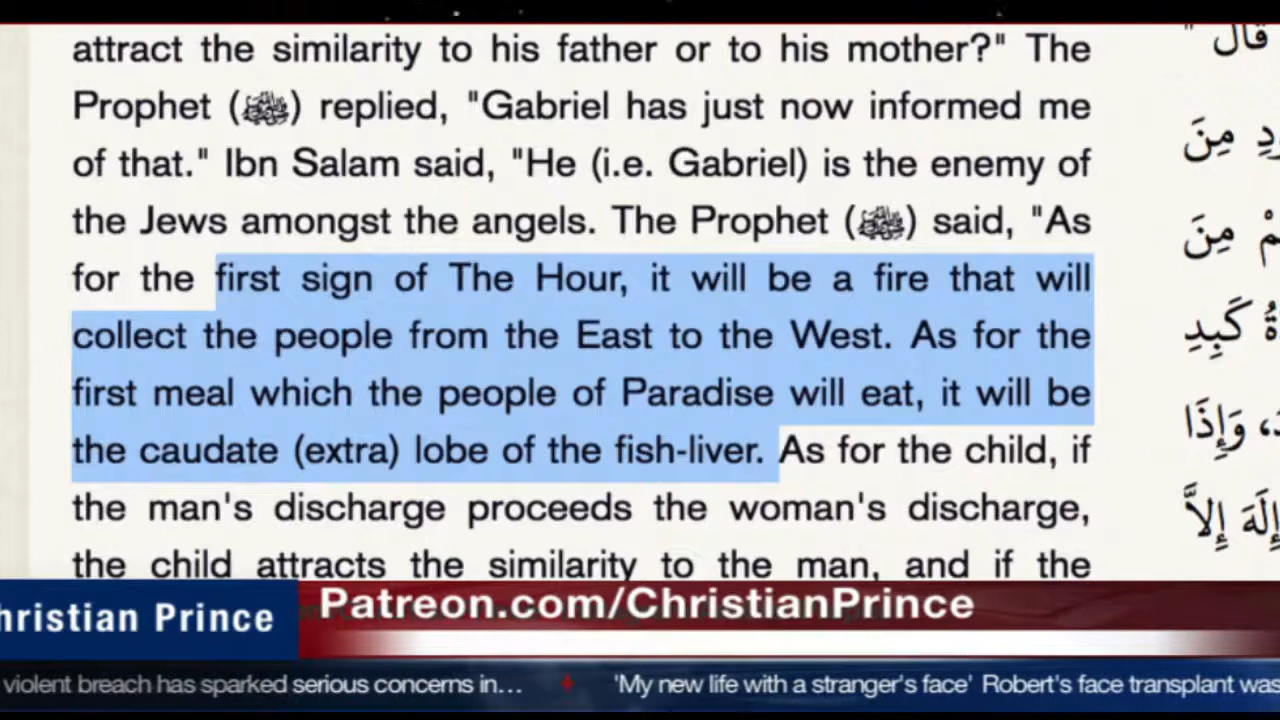 attract the similarity to his father or to his mother?" The
Prophet (ﷺ) replied, "Gabriel has just now informed me
of that." Ibn Salam said, "He (i.e. Gabriel) is the enemy of
the Jews amongst the angels. The Prophet (ﷺ) said, "As
for the first sign of The Hour, it will be a fire that will
collect the people from the East to the West. As for the
first meal which the people of Paradise will eat, it will be
the caudate (extra) lobe of the fish-liver. As for the child, if
the man's discharge proceeds the woman's discharge,
the child attracts the similarity to the man, and if the
قال "
مِنَ
مِنَ
كَبِدِ
وَإِذَا
إِلَهَ إِلاَّ
hristian Prince
Patreon.com/ChristianPrince
violent breach has sparked serious concerns in...
'My new life with a stranger's face' Robert's face transplant was